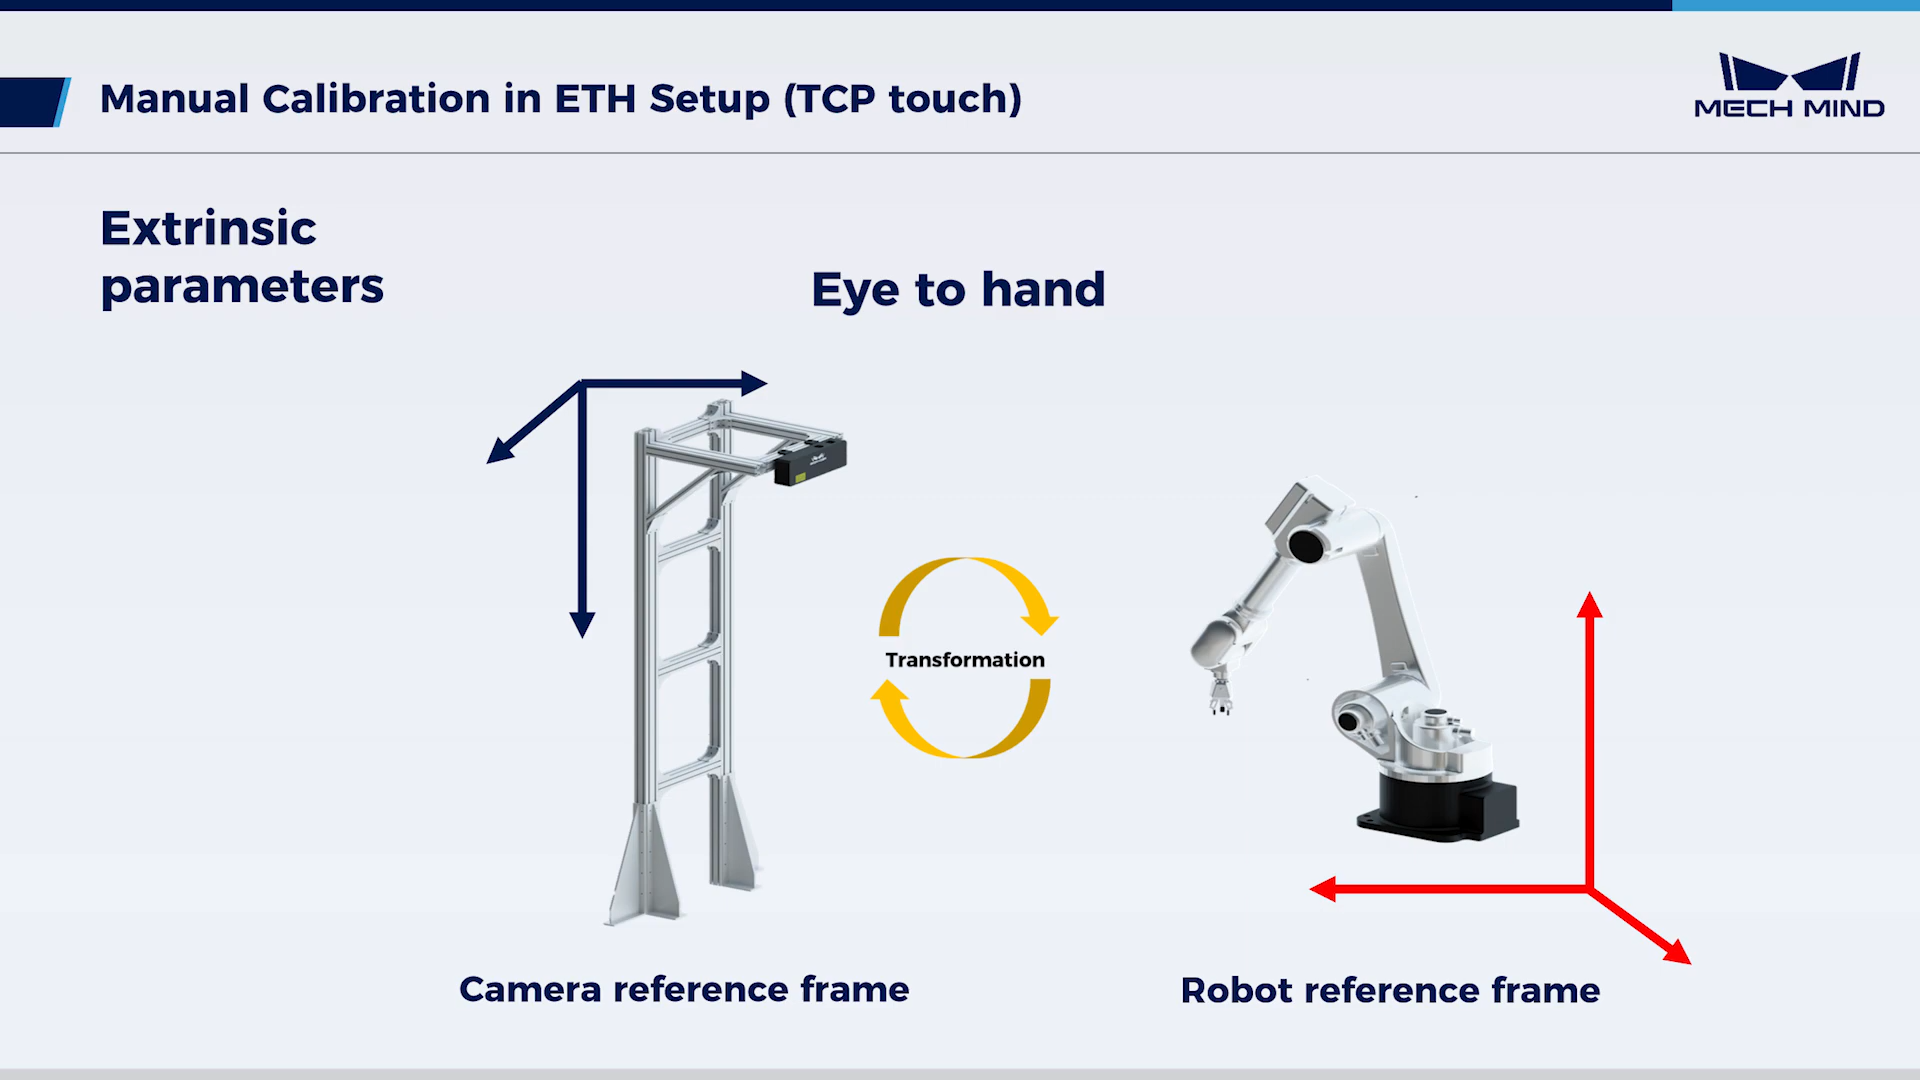 Manual Calibration in ETH Setup (TCP touch)
MECH MIND
Extrinsic
parameters
Eye to hand
Transformation
Camera reference frame
Robot reference frame